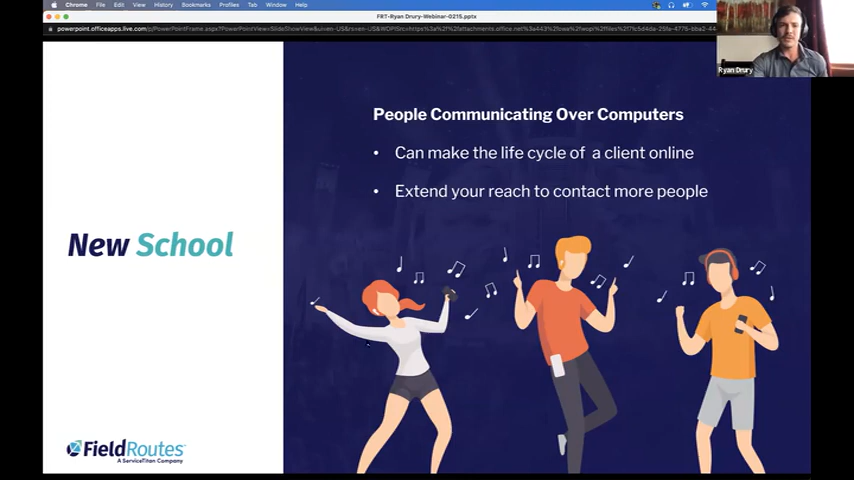 Chrome File Edit View History Bookmarks Profiles Tab Window Help
FRT-Ryan Drury-Webinar-0215.pptx
Ryan Drury
People Communicating Over Computers
• Can make the life cycle of a client online
• Extend your reach to contact more people
New School
FieldRoutes
A ServiceTitan Company